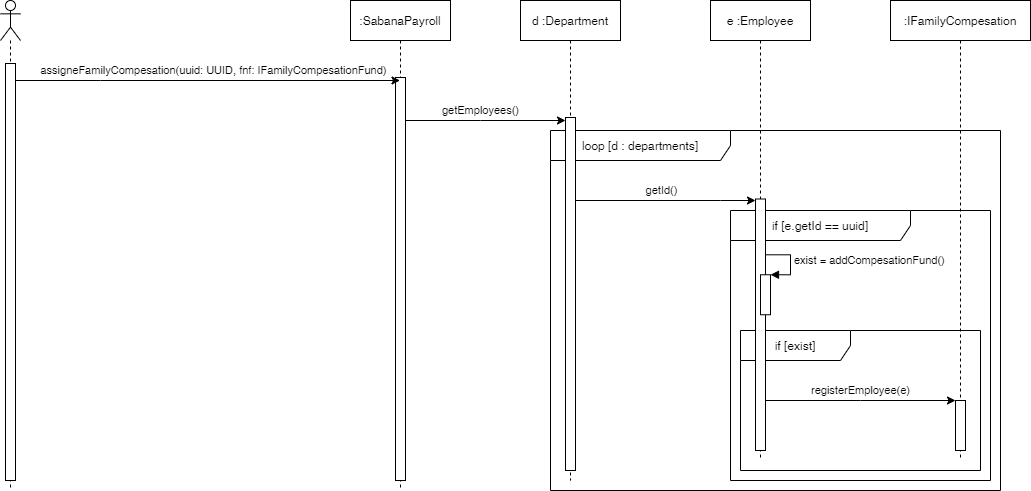 :SabanaPayroll
d :Department
e :Employee
:IFamilyCompesation
assigneFamilyCompesation(uuid: UUID, fnf: IFamilyCompesationFund)
getEmployees()
loop [d : departments]
getId()
if [e.getId == uuid]
exist = addCompesationFund()
if [exist]
registerEmployee(e)